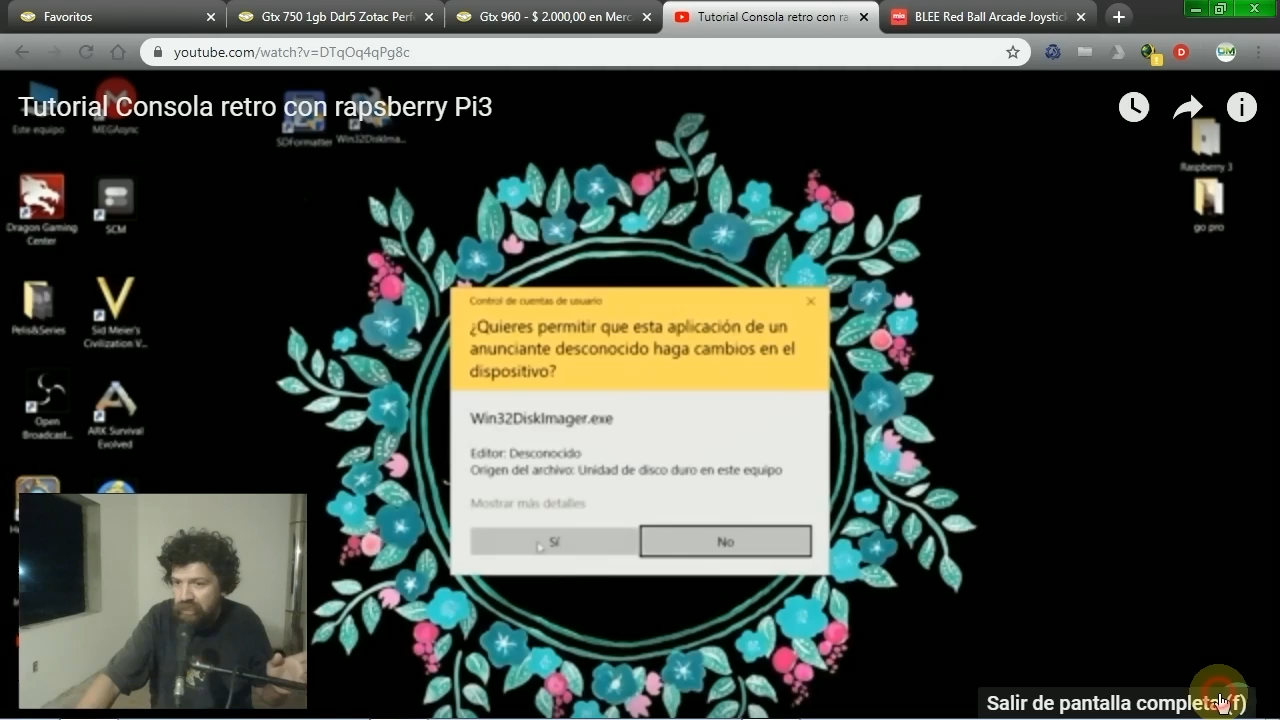 Favoritos
Gtx 750 1gb Ddr5 Zotac Perf
Gtx 960 - $ 2.000,00 en Merc
Tutorial Consola retro con ra
mia
BLEE Red Ball Arcade Joystic
youtube.com/watch?v=DTqOq4qPg8c
D
Tutorial Consola retro con rapsberry Pi3
Este equipo
MEGAsync
SDFormatter
Win32DiskIma...
Raspberry 3
Dragon Gaming
Center
SCM
go pro
Pelis&Series
Sid Meier's
Civilization V...
Control de cuentas de usuario
¿Quieres permitir que esta aplicación de un
anunciante desconocido haga cambios en el
dispositivo?
Open
Broadcast...
ARK Survival
Evolved
Win32DiskImager.exe
Editor: Desconocido
Origen del archivo: Unidad de disco duro en este equipo
Mostrar más detalles
Sí
No
Salir de pantalla completa (f)